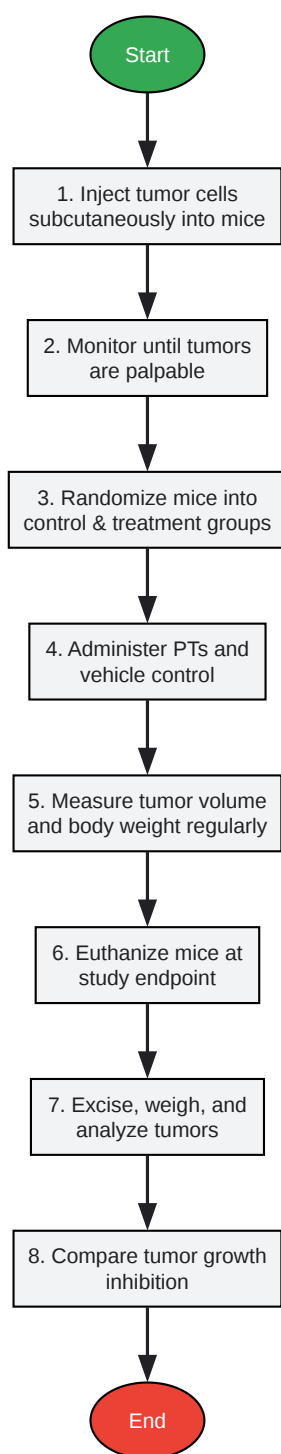 Start
1. Inject tumor cells
subcutaneously into mice
2. Monitor until tumors
are palpable
3. Randomize mice into
control & treatment groups
4. Administer PTs and
vehicle control
5. Measure tumor volume
and body weight regularly
6. Euthanize mice at
study endpoint
7. Excise, weigh, and
analyze tumors
8. Compare tumor growth
inhibition
End